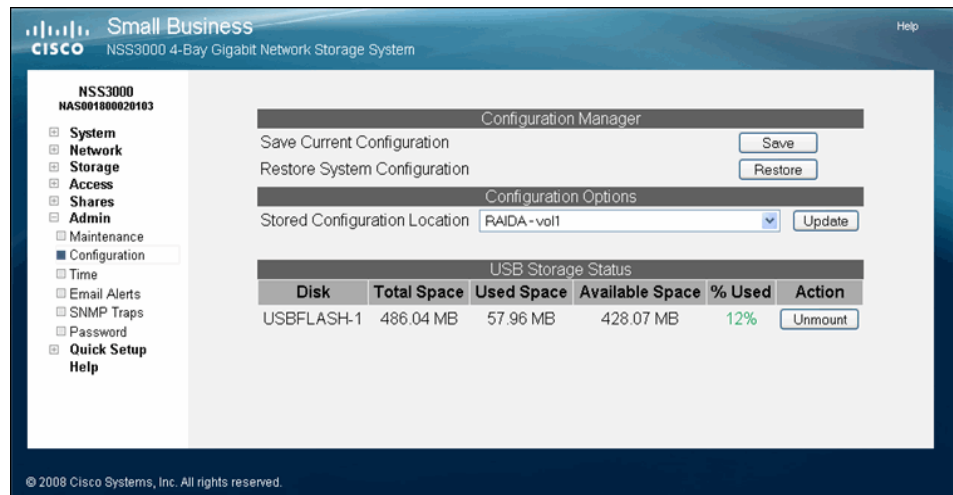 Small Business
CISCO NSS3000 4-Bay Gigabit Network Storage System
Help
NSS3000
NAS001800020103
System
Network
Storage
Access
Shares
Admin
Maintenance
Configuration
Time
Email Alerts
SNMP Traps
Password
Quick Setup
Help
Configuration Manager
Save Current Configuration Save
Restore System Configuration Restore
Configuration Options
Stored Configuration Location RAIDA-vol1 Update
USB Storage Status
Disk Total Space Used Space Available Space % Used Action
USBFLASH-1 486.04 MB 57.96 MB 428.07 MB 12% Unmount
© 2008 Cisco Systems, Inc. All rights reserved.